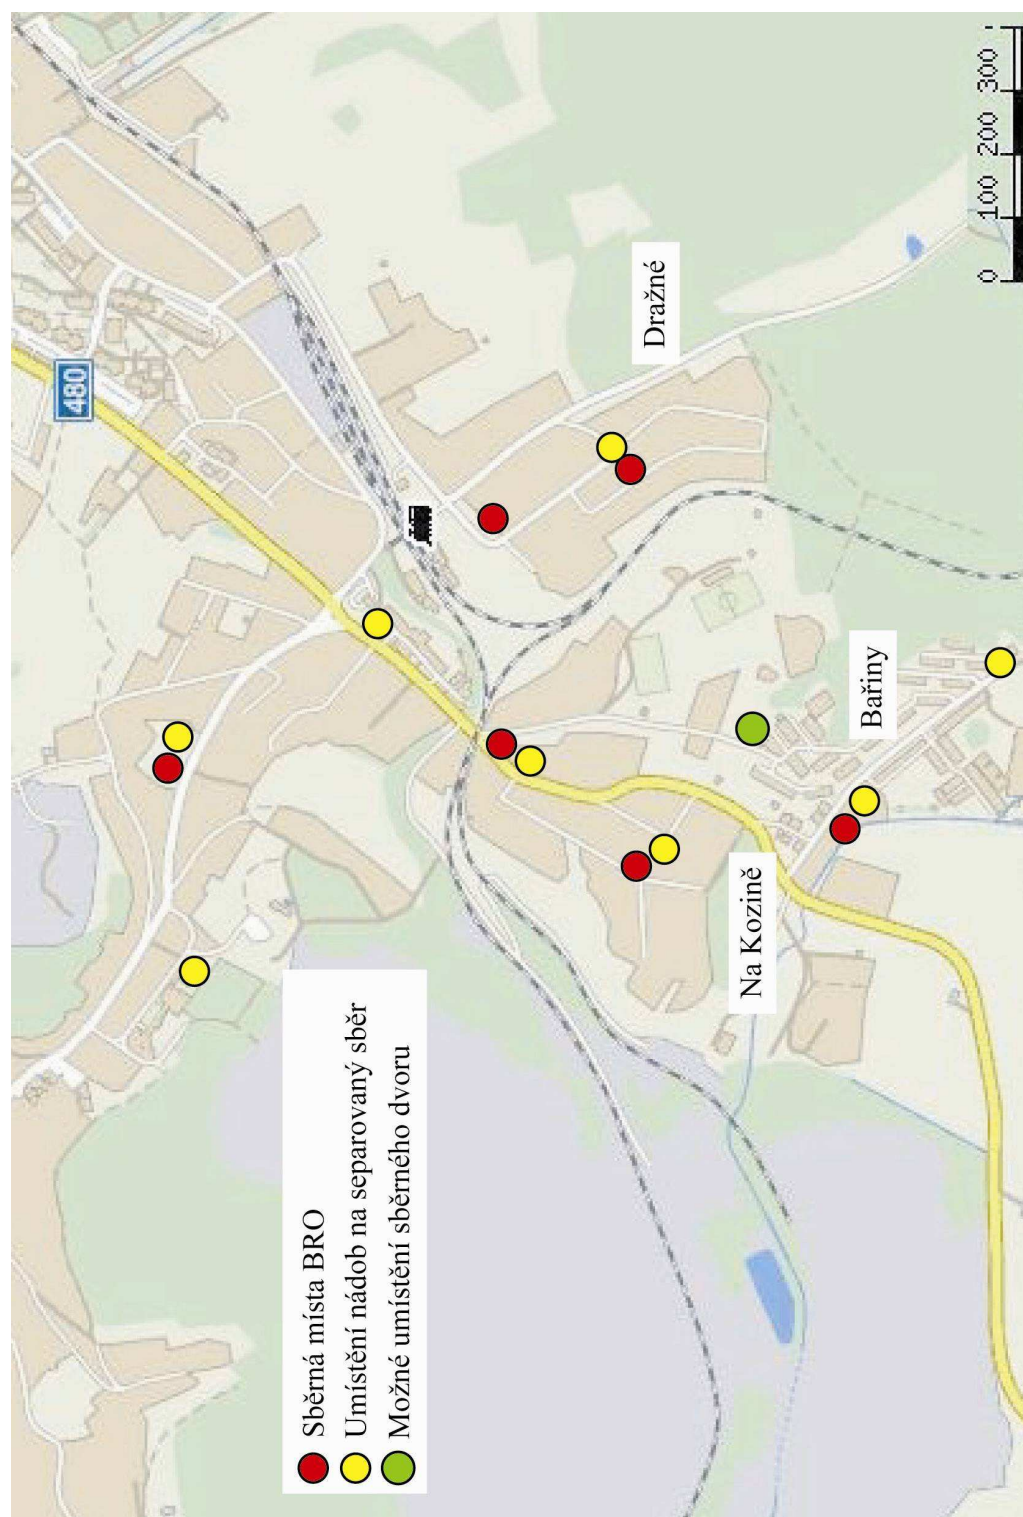 480
Dražné
Bařiny
Na Kozině
Sběrná místa BRO
Umístění nádob na separovaný sběr
Možné umístění sběrného dvoru
0 100 200 300